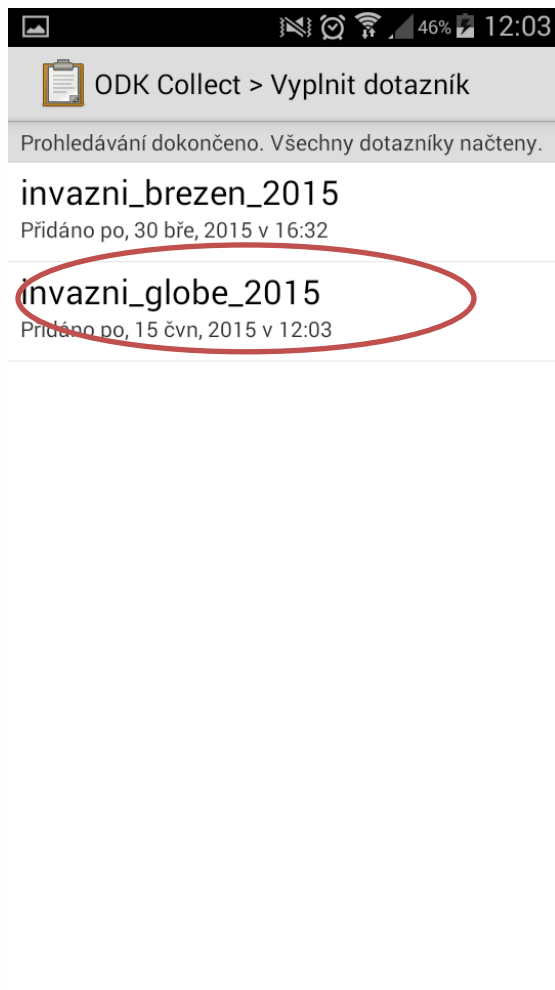 46% 12:03
ODK Collect > Vyplnit dotazník
Prohledávání dokončeno. Všechny dotazníky načteny.
invazni_brezen_2015
Přidáno po, 30 bře, 2015 v 16:32
invazni_globe_2015
Přidáno po, 15 čvn, 2015 v 12:03